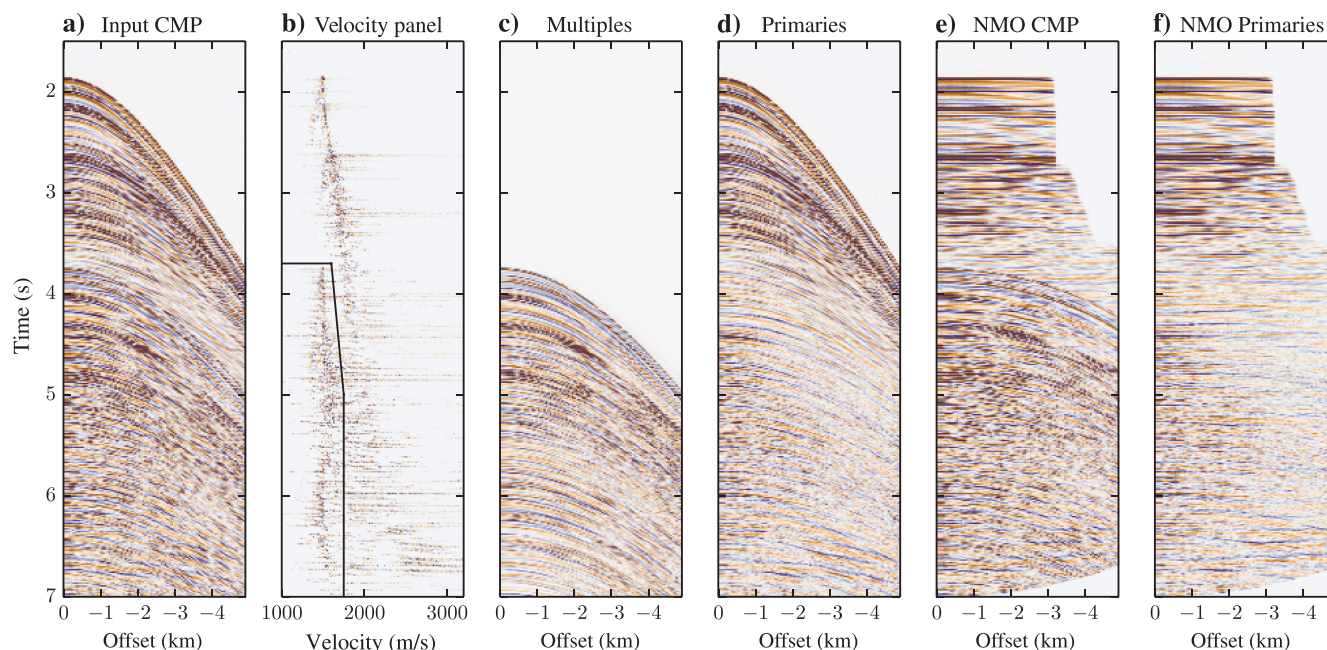 a) Input CMP b) Velocity panel c) Multiples d) Primaries e) NMO CMP f) NMO Primaries
2
3
4
5
6
7
Time (s)
0 −1 −2 −3 −4 1000 2000 3000 0 −1 −2 −3 −4 0 −1 −2 −3 −4 0 −1 −2 −3 −4 0 −1 −2 −3 −4
Offset (km) Velocity (m/s) Offset (km) Offset (km) Offset (km) Offset (km)